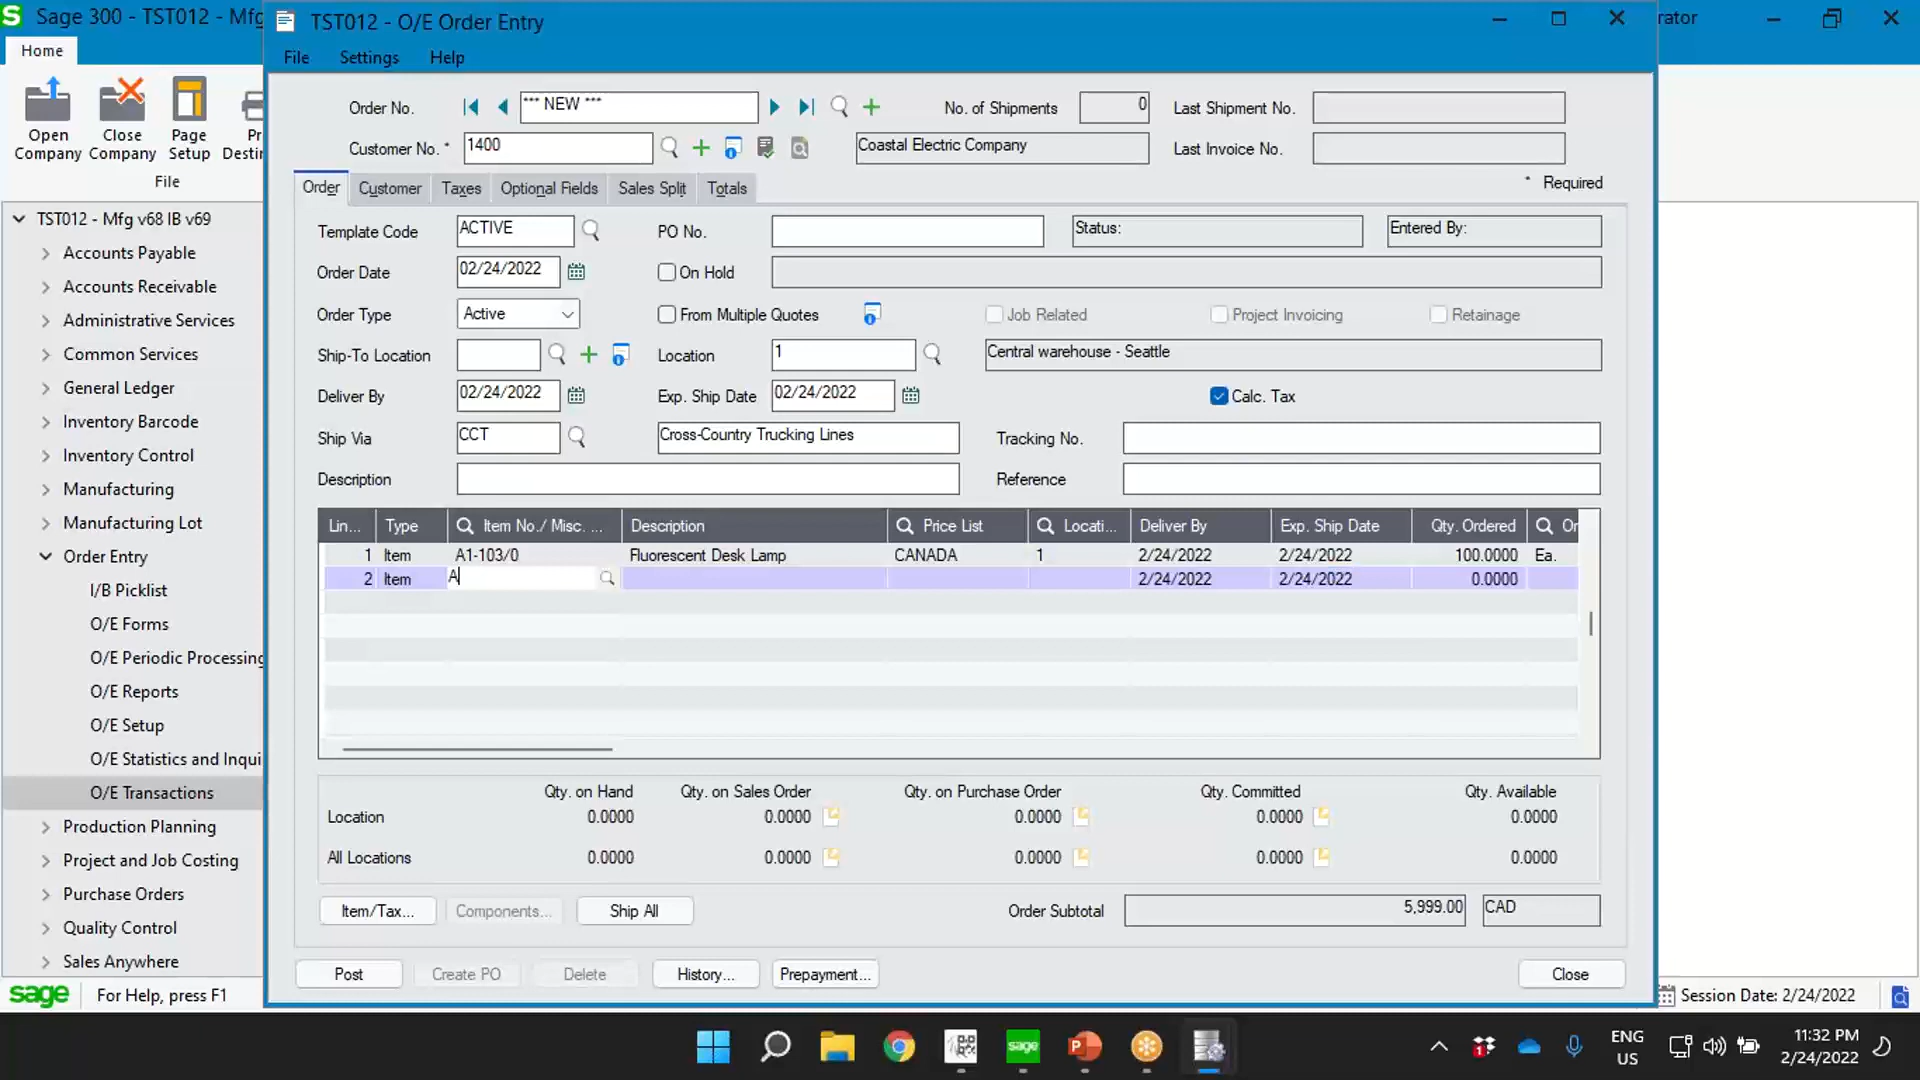 Sage 300 - TST012 - Mfg
TST012 - O/E Order Entry
rator
Home
File Settings Help
Open Company
Close Company
Page Setup
Pr Destin
File
Order No. *** NEW *** No. of Shipments 0 Last Shipment No.
Customer No. * 1400 Coastal Electric Company Last Invoice No.
Order Customer Taxes Optional Fields Sales Split Totals * Required
Template Code ACTIVE PO No. Status: Entered By:
Order Date 02/24/2022 On Hold
Order Type Active From Multiple Quotes Job Related Project Invoicing Retainage
Ship-To Location Location 1 Central warehouse - Seattle
Deliver By 02/24/2022 Exp. Ship Date 02/24/2022 Calc. Tax
Ship Via CCT Cross-Country Trucking Lines Tracking No.
Description Reference
Lin... Type Item No./ Misc. ... Description Price List Locati... Deliver By Exp. Ship Date Qty. Ordered Or
1 Item A1-103/0 Fluorescent Desk Lamp CANADA 1 2/24/2022 2/24/2022 100.0000 Ea.
2 Item A 2/24/2022 2/24/2022 0.0000
Qty. on Hand Qty. on Sales Order Qty. on Purchase Order Qty. Committed Qty. Available
Location 0.0000 0.0000 0.0000 0.0000 0.0000
All Locations 0.0000 0.0000 0.0000 0.0000 0.0000
Item/Tax... Components... Ship All Order Subtotal 5,999.00 CAD
Post Create PO Delete History... Prepayment... Close
TST012 - Mfg v68 IB v69
Accounts Payable
Accounts Receivable
Administrative Services
Common Services
General Ledger
Inventory Barcode
Inventory Control
Manufacturing
Manufacturing Lot
Order Entry
I/B Picklist
O/E Forms
O/E Periodic Processing
O/E Reports
O/E Setup
O/E Statistics and Inqui
O/E Transactions
Production Planning
Project and Job Costing
Purchase Orders
Quality Control
Sales Anywhere
sage For Help, press F1 Session Date: 2/24/2022
sage
P
1
ENG
US
11:32 PM
2/24/2022